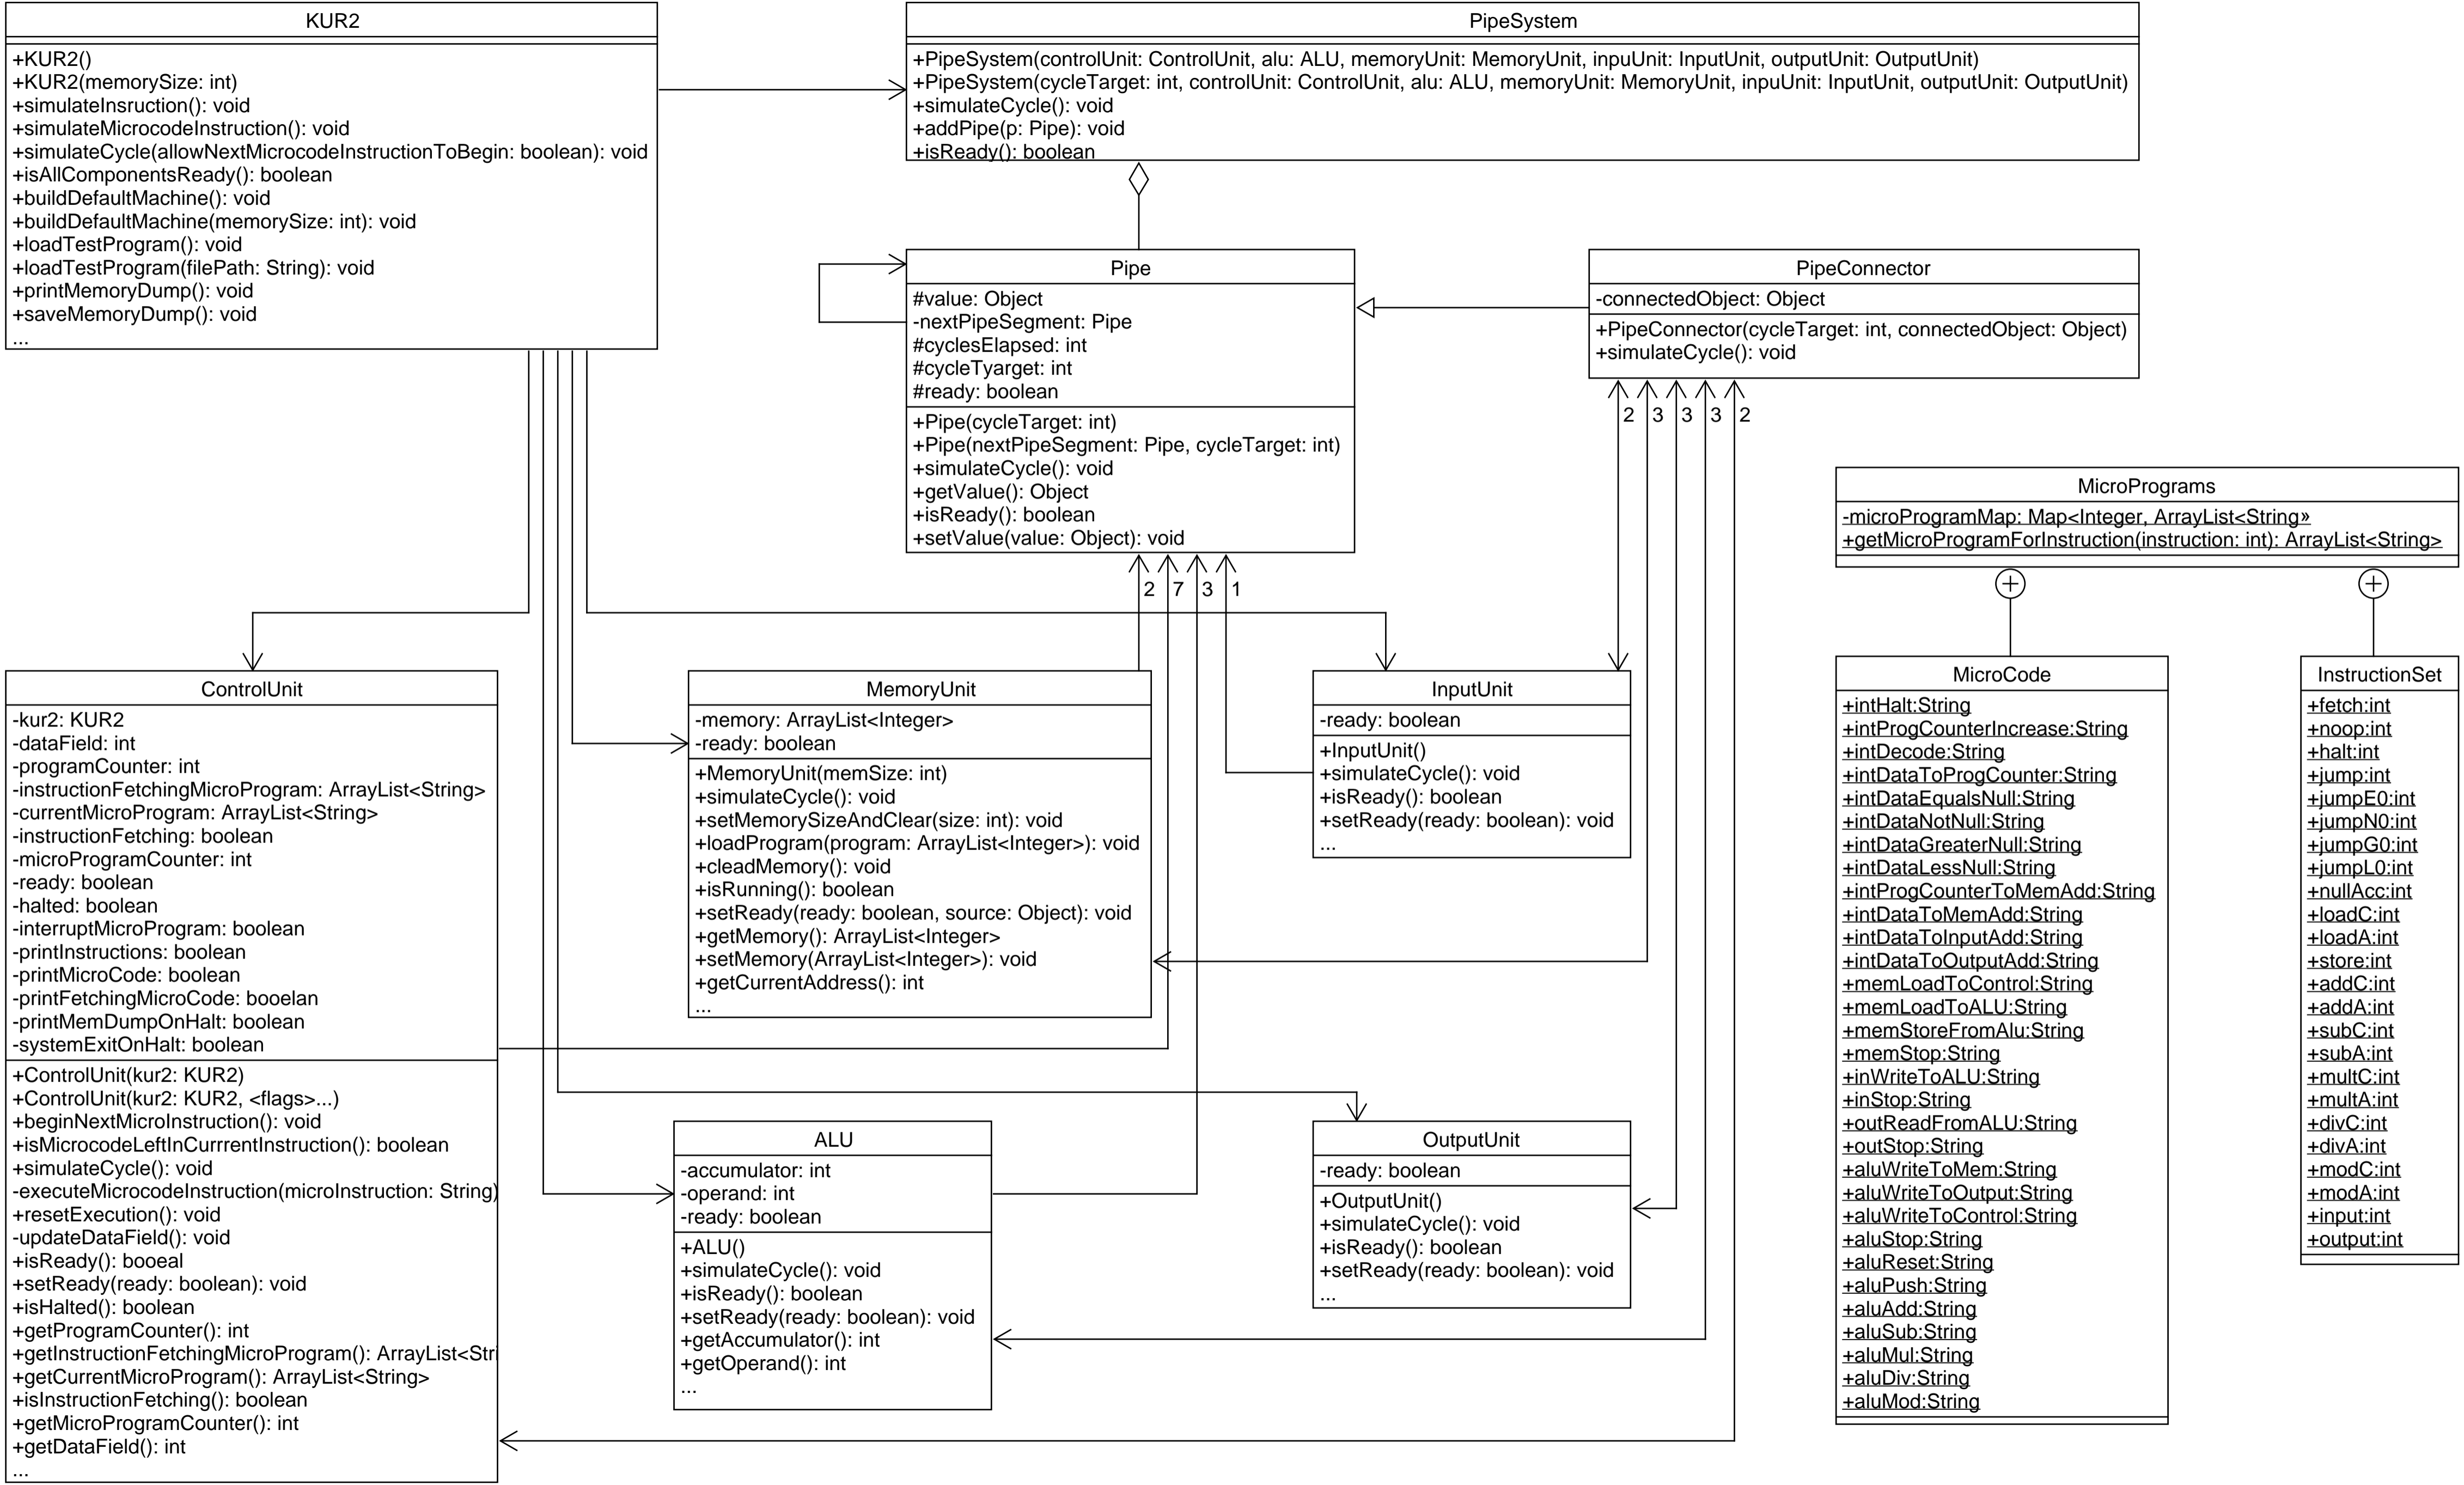 KUR2
+KUR2()
+KUR2(memorySize: int)
+simulateInsruction(): void
+simulateMicrocodeInstruction(): void
+simulateCycle(allowNextMicrocodeInstructionToBegin: boolean): void
+isAllComponentsReady(): boolean
+buildDefaultMachine(): void
+buildDefaultMachine(memorySize: int): void
+loadTestProgram(): void
+loadTestProgram(filePath: String): void
+printMemoryDump(): void
+saveMemoryDump(): void
...
PipeSystem
+PipeSystem(controlUnit: ControlUnit, alu: ALU, memoryUnit: MemoryUnit, inpuUnit: InputUnit, outputUnit: OutputUnit)
+PipeSystem(cycleTarget: int, controlUnit: ControlUnit, alu: ALU, memoryUnit: MemoryUnit, inpuUnit: InputUnit, outputUnit: OutputUnit)
+simulateCycle(): void
+addPipe(p: Pipe): void
+isReady(): boolean
Pipe
#value: Object
-nextPipeSegment: Pipe
#cyclesElapsed: int
#cycleTyarget: int
#ready: boolean
+Pipe(cycleTarget: int)
+Pipe(nextPipeSegment: Pipe, cycleTarget: int)
+simulateCycle(): void
+getValue(): Object
+isReady(): boolean
+setValue(value: Object): void
2 7 3 1
PipeConnector
-connectedObject: Object
+PipeConnector(cycleTarget: int, connectedObject: Object)
+simulateCycle(): void
2 3 3 3 2
MicroPrograms
-microProgramMap: Map<Integer, ArrayList<String»
+getMicroProgramForInstruction(instruction: int): ArrayList<String>
ControlUnit
-kur2: KUR2
-dataField: int
-programCounter: int
-instructionFetchingMicroProgram: ArrayList<String>
-currentMicroProgram: ArrayList<String>
-instructionFetching: boolean
-microProgramCounter: int
-ready: boolean
-halted: boolean
-interruptMicroProgram: boolean
-printInstructions: boolean
-printMicroCode: boolean
-printFetchingMicroCode: booelan
-printMemDumpOnHalt: boolean
-systemExitOnHalt: boolean
+ControlUnit(kur2: KUR2)
+ControlUnit(kur2: KUR2, <flags>...)
+beginNextMicroInstruction(): void
+isMicrocodeLeftInCurrrentInstruction(): boolean
+simulateCycle(): void
-executeMicrocodeInstruction(microInstruction: String)
+resetExecution(): void
-updateDataField(): void
+isReady(): booeal
+setReady(ready: boolean): void
+isHalted(): boolean
+getProgramCounter(): int
+getInstructionFetchingMicroProgram(): ArrayList<Stri
+getCurrentMicroProgram(): ArrayList<String>
+isInstructionFetching(): boolean
+getMicroProgramCounter(): int
+getDataField(): int
...
MemoryUnit
-memory: ArrayList<Integer>
-ready: boolean
+MemoryUnit(memSize: int)
+simulateCycle(): void
+setMemorySizeAndClear(size: int): void
+loadProgram(program: ArrayList<Integer>): void
+cleadMemory(): void
+isRunning(): boolean
+setReady(ready: boolean, source: Object): void
+getMemory(): ArrayList<Integer>
+setMemory(ArrayList<Integer>): void
+getCurrentAddress(): int
...
InputUnit
-ready: boolean
+InputUnit()
+simulateCycle(): void
+isReady(): boolean
+setReady(ready: boolean): void
...
ALU
-accumulator: int
-operand: int
-ready: boolean
+ALU()
+simulateCycle(): void
+isReady(): boolean
+setReady(ready: boolean): void
+getAccumulator(): int
+getOperand(): int
...
OutputUnit
-ready: boolean
+OutputUnit()
+simulateCycle(): void
+isReady(): boolean
+setReady(ready: boolean): void
...
MicroCode
+intHalt:String
+intProgCounterIncrease:String
+intDecode:String
+intDataToProgCounter:String
+intDataEqualsNull:String
+intDataNotNull:String
+intDataGreaterNull:String
+intDataLessNull:String
+intProgCounterToMemAdd:String
+intDataToMemAdd:String
+intDataToInputAdd:String
+intDataToOutputAdd:String
+memLoadToControl:String
+memLoadToALU:String
+memStoreFromAlu:String
+memStop:String
+inWriteToALU:String
+inStop:String
+outReadFromALU:String
+outStop:String
+aluWriteToMem:String
+aluWriteToOutput:String
+aluWriteToControl:String
+aluStop:String
+aluReset:String
+aluPush:String
+aluAdd:String
+aluSub:String
+aluMul:String
+aluDiv:String
+aluMod:String
InstructionSet
+fetch:int
+noop:int
+halt:int
+jump:int
+jumpE0:int
+jumpN0:int
+jumpG0:int
+jumpL0:int
+nullAcc:int
+loadC:int
+loadA:int
+store:int
+addC:int
+addA:int
+subC:int
+subA:int
+multC:int
+multA:int
+divC:int
+divA:int
+modC:int
+modA:int
+input:int
+output:int